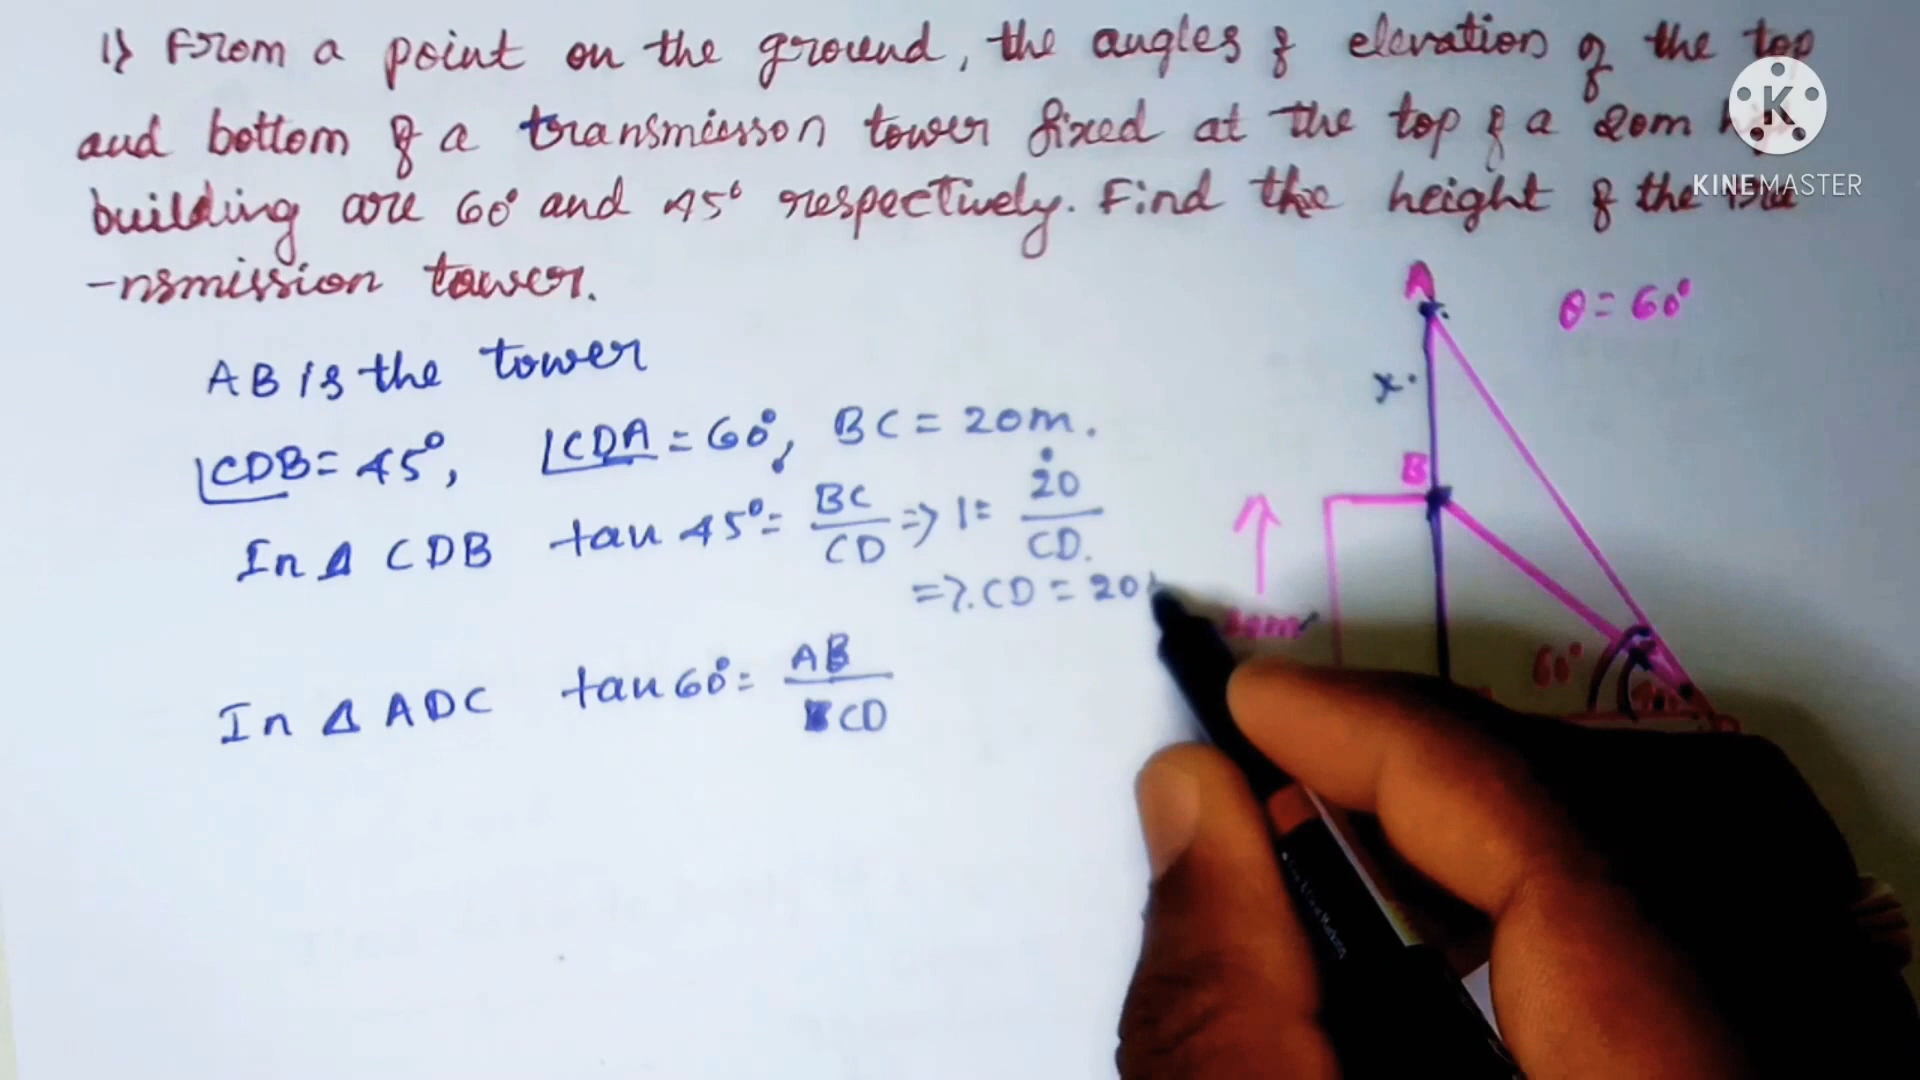 1} From a point on the ground, the angles of elevation of the top
and bottom of a transmiesson tower fixed at the top of a 20m
building are 60° and 45° respectively. Find the height of the
-nsmission tower.
AB is the tower
∠CDB = 45°, ∠CDA = 60°, BC = 20m.
In Δ CDB tan 45° = BC/CD => 1 = 20/CD.
=> CD = 20
In Δ ADC tan 60° = AB/CD
A
θ = 60°
x
B
20m
60°
K
KINEMASTER